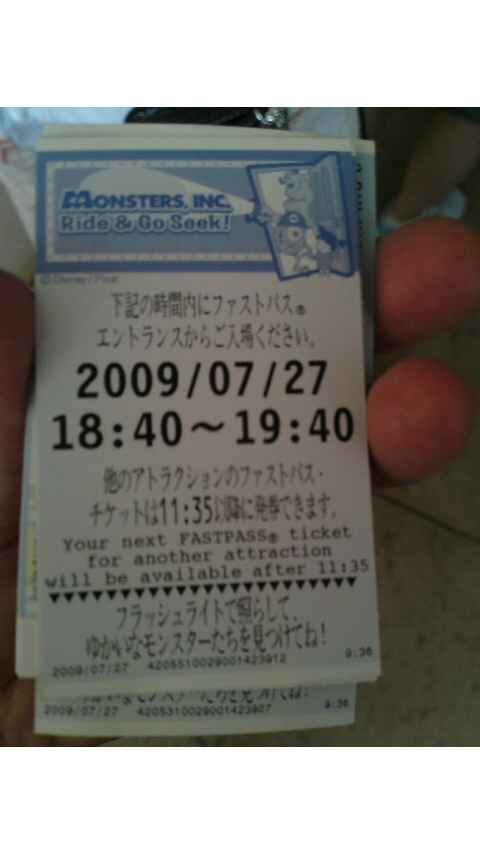 MONSTERS, INC.
Ride & Go Seek!
© Disney / Pixar
下記の時間内にファストパス®
エントランスからご入場ください。
2009/07/27
18:40～19:40
他のアトラクションのファストパス・
チケットは11:35以降に発券できます。
Your next FASTPASS® ticket
for another attraction
will be available after 11:35
▼▼▼▼▼▼▼▼▼▼▼▼▼▼▼▼▼▼▼▼▼▼▼▼▼▼▼▼
フラッシュライトで照らして、
ゆかいなモンスターたちを見つけてね!
2009/07/27 4205510029001423912 9:36
2009/07/27 4205310029001423907 9:36